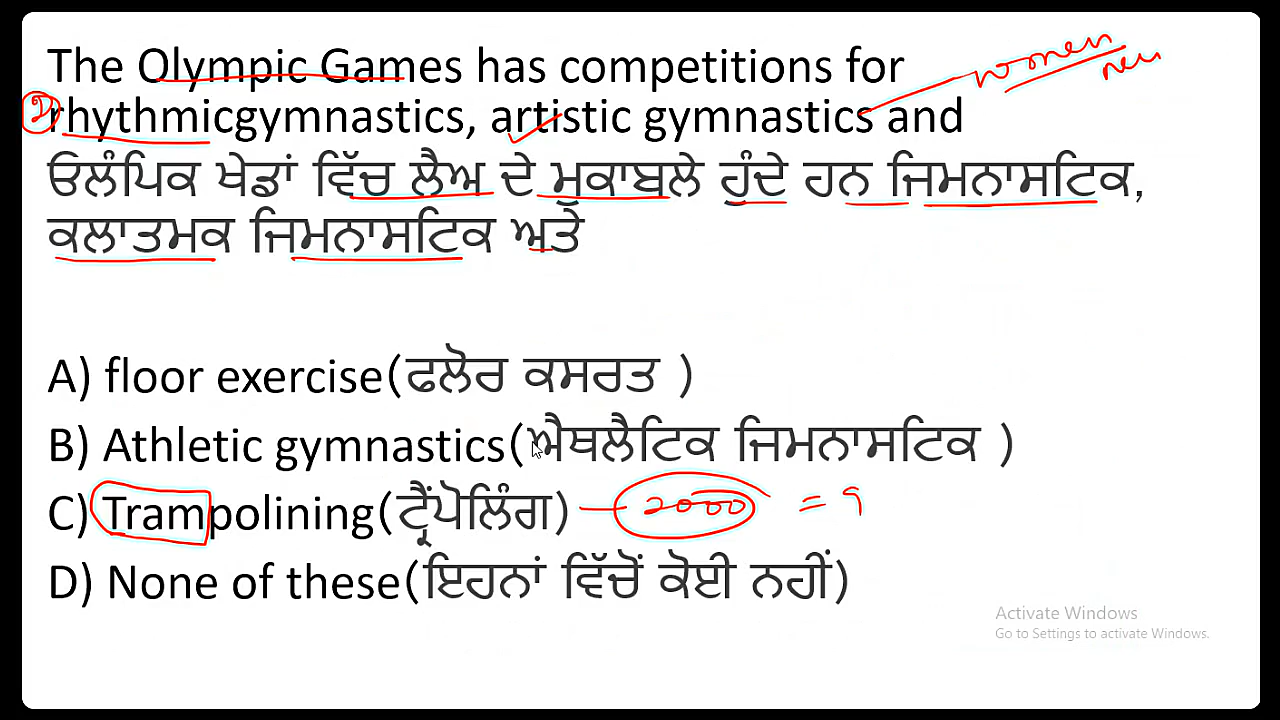 The Olympic Games has competitions for
women
men
rhythmicgymnastics, artistic gymnastics and
ਓਲੰਪਿਕ ਖੇਡਾਂ ਵਿੱਚ ਲੈਅ ਦੇ ਮੁਕਾਬਲੇ ਹੁੰਦੇ ਹਨ ਜਿਮਨਾਸਟਿਕ,
ਕਲਾਤਮਕ ਜਿਮਨਾਸਟਿਕ ਅਤੇ
A) floor exercise(ਫਲੋਰ ਕਸਰਤ )
B) Athletic gymnastics(ਐਥਲੈਟਿਕ ਜਿਮਨਾਸਟਿਕ )
C) Trampolining(ਟ੍ਰੈਂਪੋਲਿੰਗ) – 2000 =
D) None of these(ਇਹਨਾਂ ਵਿੱਚੋਂ ਕੋਈ ਨਹੀਂ)
Activate Windows
Go to Settings to activate Windows.